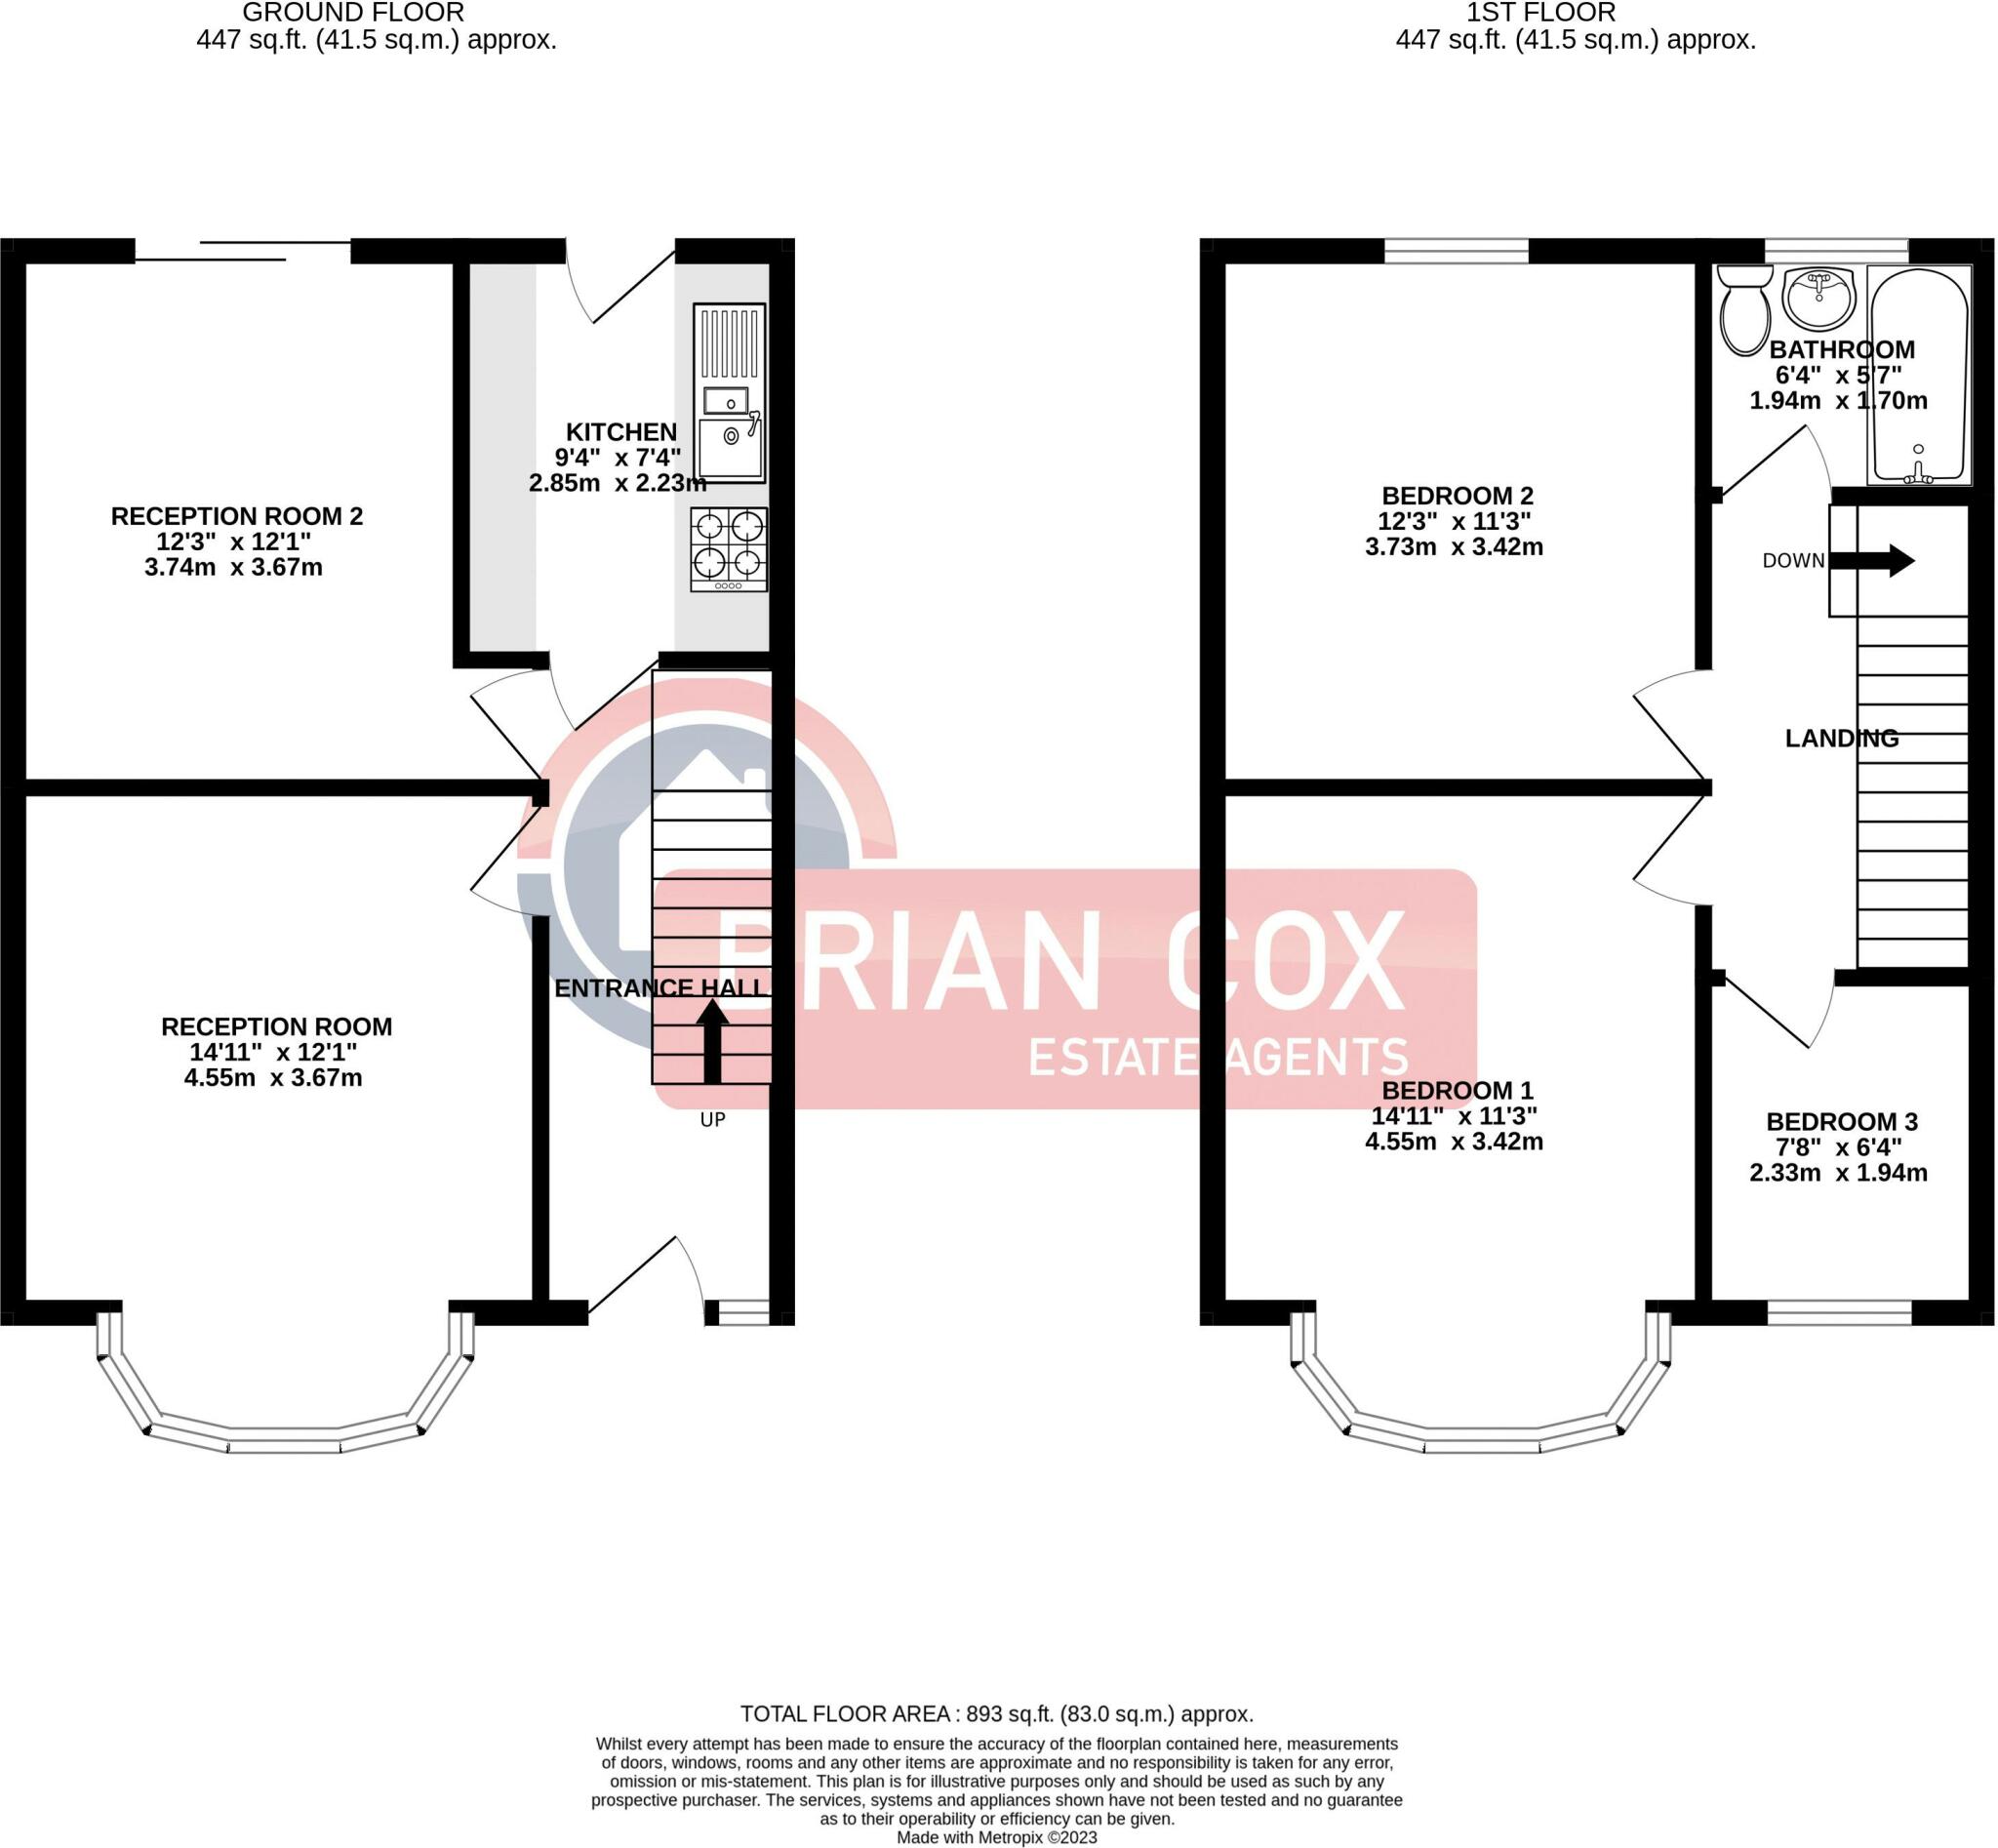 GROUND FLOOR
447 sq.ft. (41.5 sq.m.) approx.
1ST FLOOR
447 sq.ft. (41.5 sq.m.) approx.
RECEPTION ROOM 2
12'3"  x 12'1"
3.74m  x 3.67m
KITCHEN
9'4"  x 7'4"
2.85m  x 2.23m
RECEPTION ROOM
14'11"  x 12'1"
4.55m  x 3.67m
ENTRANCE HALL
UP
BEDROOM 2
12'3"  x 11'3"
3.73m  x 3.42m
BATHROOM
6'4"  x 5'7"
1.94m  x 1.70m
DOWN
LANDING
BEDROOM 1
14'11"  x 11'3"
4.55m  x 3.42m
BEDROOM 3
7'8"  x 6'4"
2.33m  x 1.94m
BRIAN COX
ESTATE AGENTS
TOTAL FLOOR AREA : 893 sq.ft. (83.0 sq.m.) approx.
Whilst every attempt has been made to ensure the accuracy of the floorplan contained here, measurements
of doors, windows, rooms and any other items are approximate and no responsibility is taken for any error,
omission or mis-statement. This plan is for illustrative purposes only and should be used as such by any
prospective purchaser. The services, systems and appliances shown have not been tested and no guarantee
as to their operability or efficiency can be given.
Made with Metropix ©2023